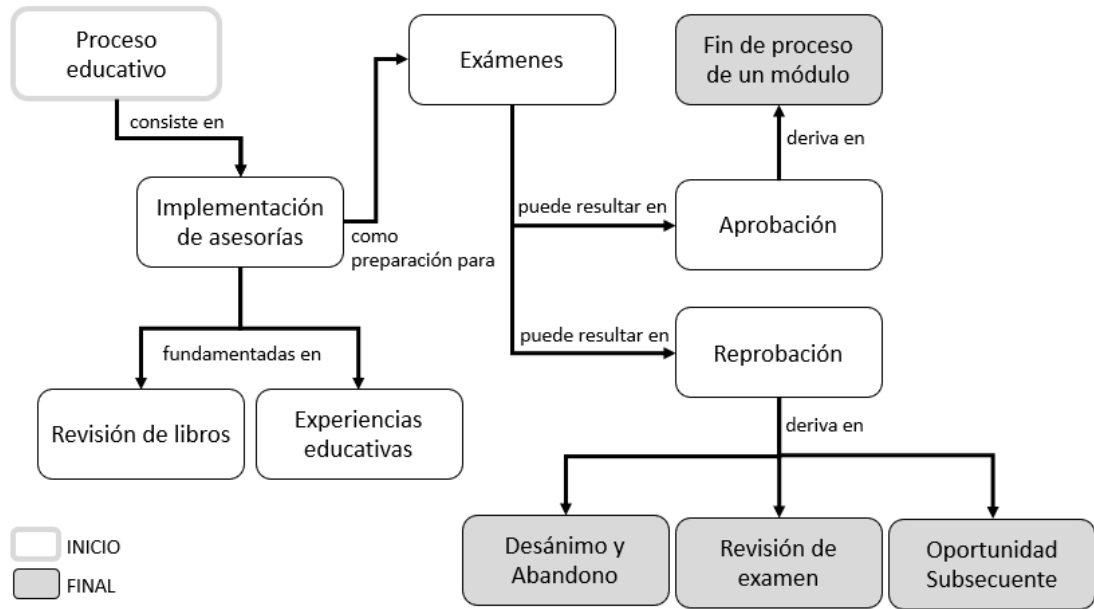 Proceso
educativo
consiste en
Implementación
de asesorías
fundamentadas en
Revisión de libros
Experiencias
educativas
como
preparación para
Exámenes
puede resultar en
Aprobación
deriva en
Fin de proceso
de un módulo
puede resultar en
Reprobación
deriva en
Desánimo y
Abandono
Revisión de
examen
Oportunidad
Subsecuente
INICIO
FINAL